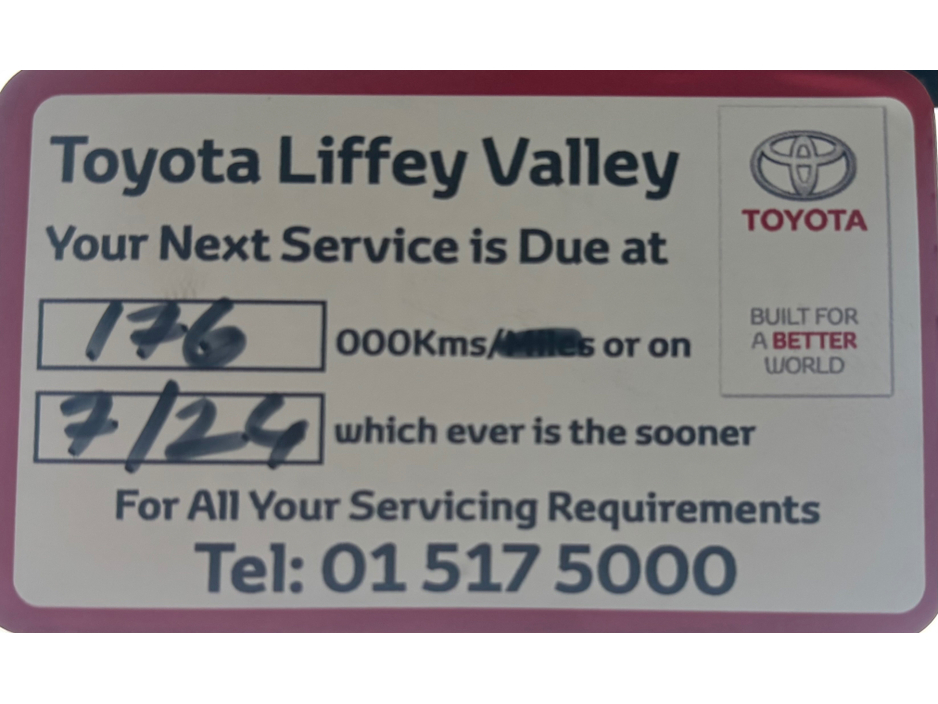 Toyota Liffey Valley
Your Next Service is Due at
176 000Kms/Miles or on
7/24 which ever is the sooner
For All Your Servicing Requirements
Tel: 01 517 5000
TOYOTA
BUILT FOR
A BETTER
WORLD